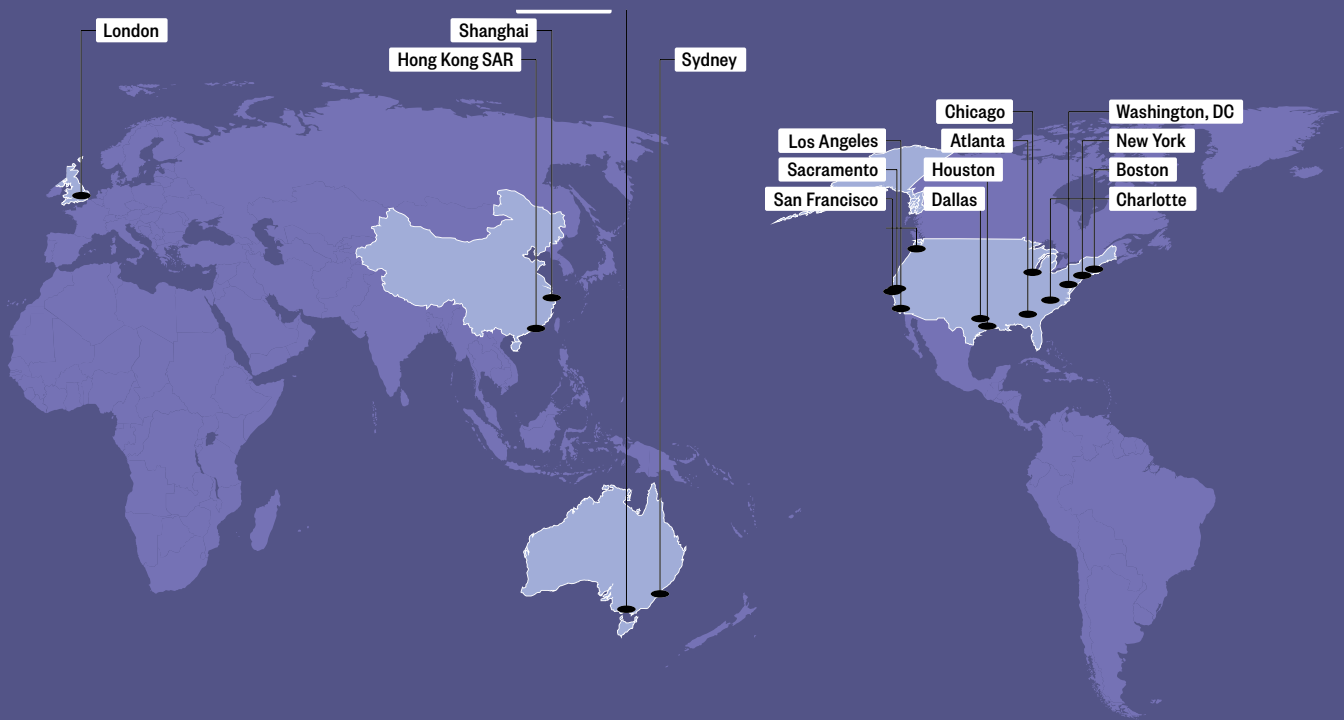 London
Shanghai
Hong Kong SAR
Sydney
Chicago
Washington, DC
Los Angeles
Atlanta
New York
Sacramento
Houston
Boston
San Francisco
Dallas
Charlotte